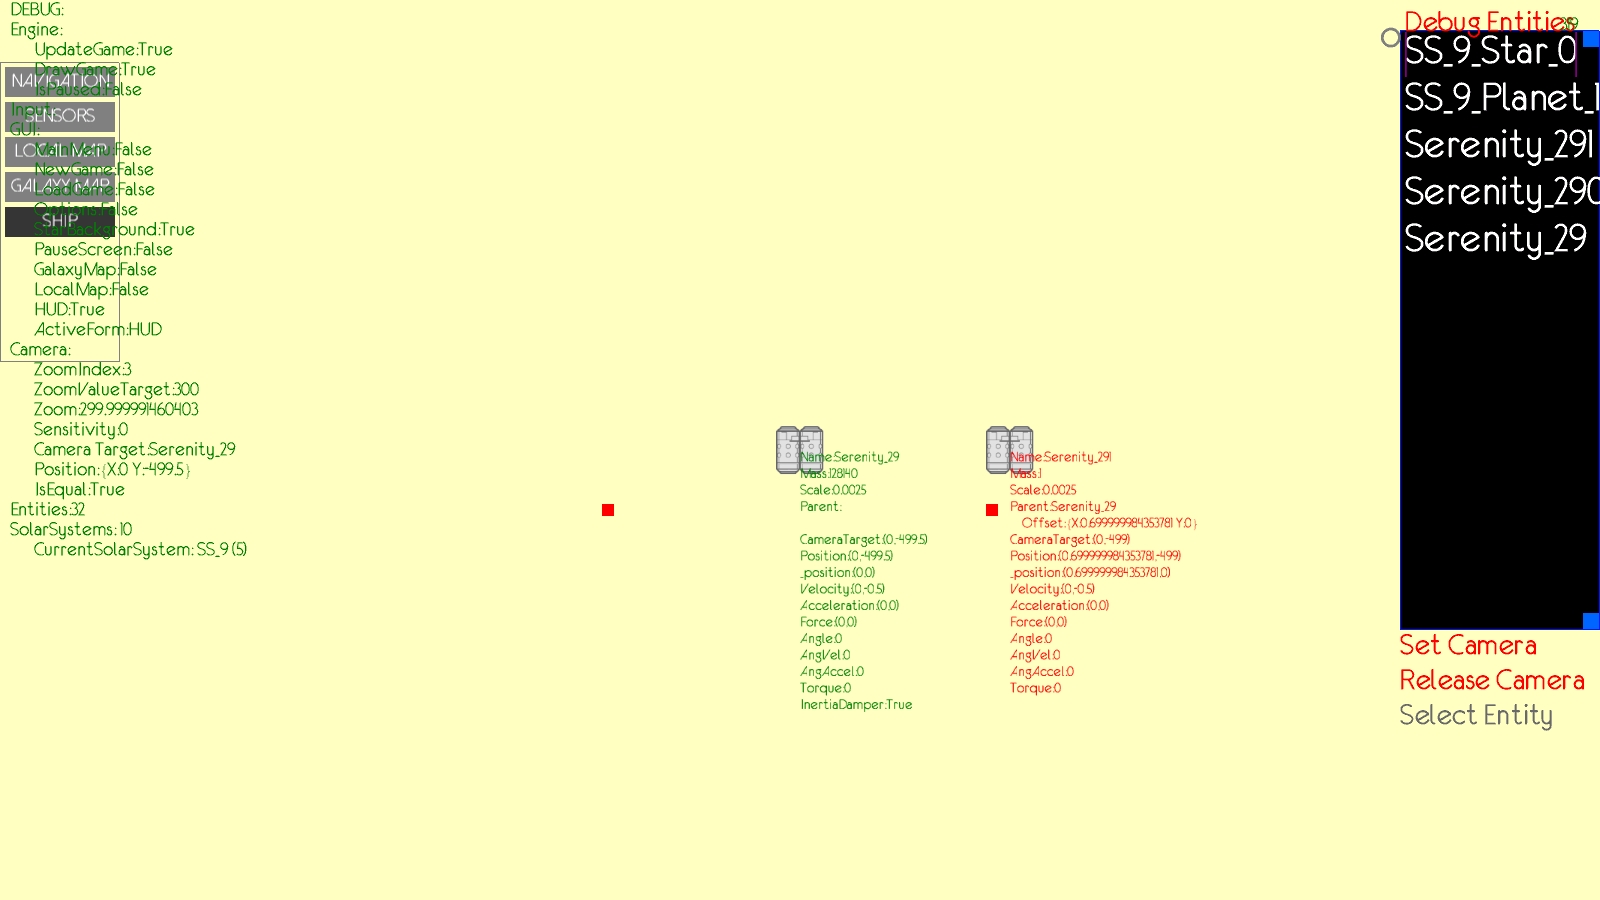 DEBUG:
Engine:
UpdateGame:True
DrawGame:True
IsPaused:False
Input
GUI:
MainMenu:False
NewGame:False
LoadGame:False
Options:False
StarBackground:True
PauseScreen:False
GalaxyMap:False
LocalMap:False
HUD:True
ActiveForm:HUD
Camera:
ZoomIndex:3
ZoomValueTarget:300
Zoom:299.999991460403
Sensitivity:0
Camera Target:Serenity_29
Position:{X:0 Y:-499.5}
IsEqual:True
Entities:32
SolarSystems: 10
CurrentSolarSystem: SS_9 (5)
NAVIGATION
SENSORS
LOCAL MAP
GALAXY MAP
SHIP
Name:Serenity_29
Mass:128140
Scale:0.0025
Parent:
CameraTarget:(0,-499.5)
Position:(0,-499.5)
_position:(0,0)
Velocity:(0,-0.5)
Acceleration:(0,0)
Force:(0,0)
Angle:0
AngVel:0
AngAccel:0
Torque:0
InertiaDamper:True
Name:Serenity_291
Mass:1
Scale:0.0025
Parent:Serenity_29
Offset:{X:0.699999984353781 Y:0}
CameraTarget:(0,-499)
Position:(0.699999984353781,-499)
_position:(0.699999984353781,0)
Velocity:(0,-0.5)
Acceleration:(0,0)
Force:(0,0)
Angle:0
AngVel:0
AngAccel:0
Torque:0
Debug Entities
SS_9_Star_0
SS_9_Planet_1
Serenity_291
Serenity_290
Serenity_29
Set Camera
Release Camera
Select Entity